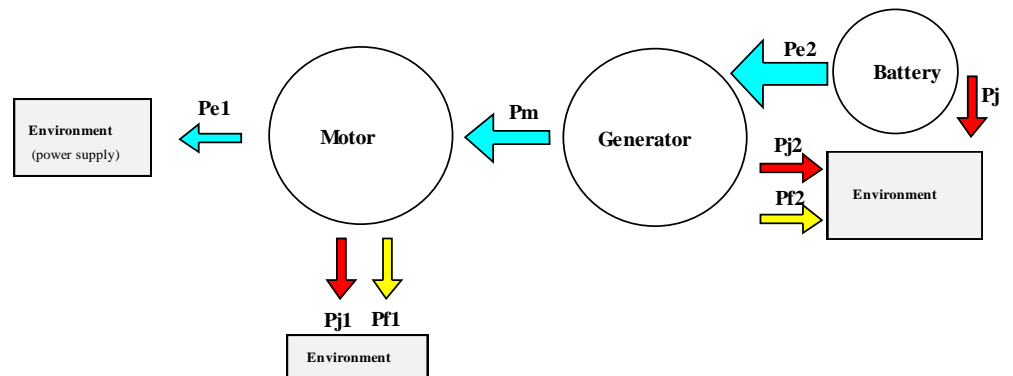 Pe2
Battery
Pj
Pe1
Pm
Environment
(power supply)
Motor
Generator
Pj2
Pf2
Environment
Pj1 Pf1
Environment